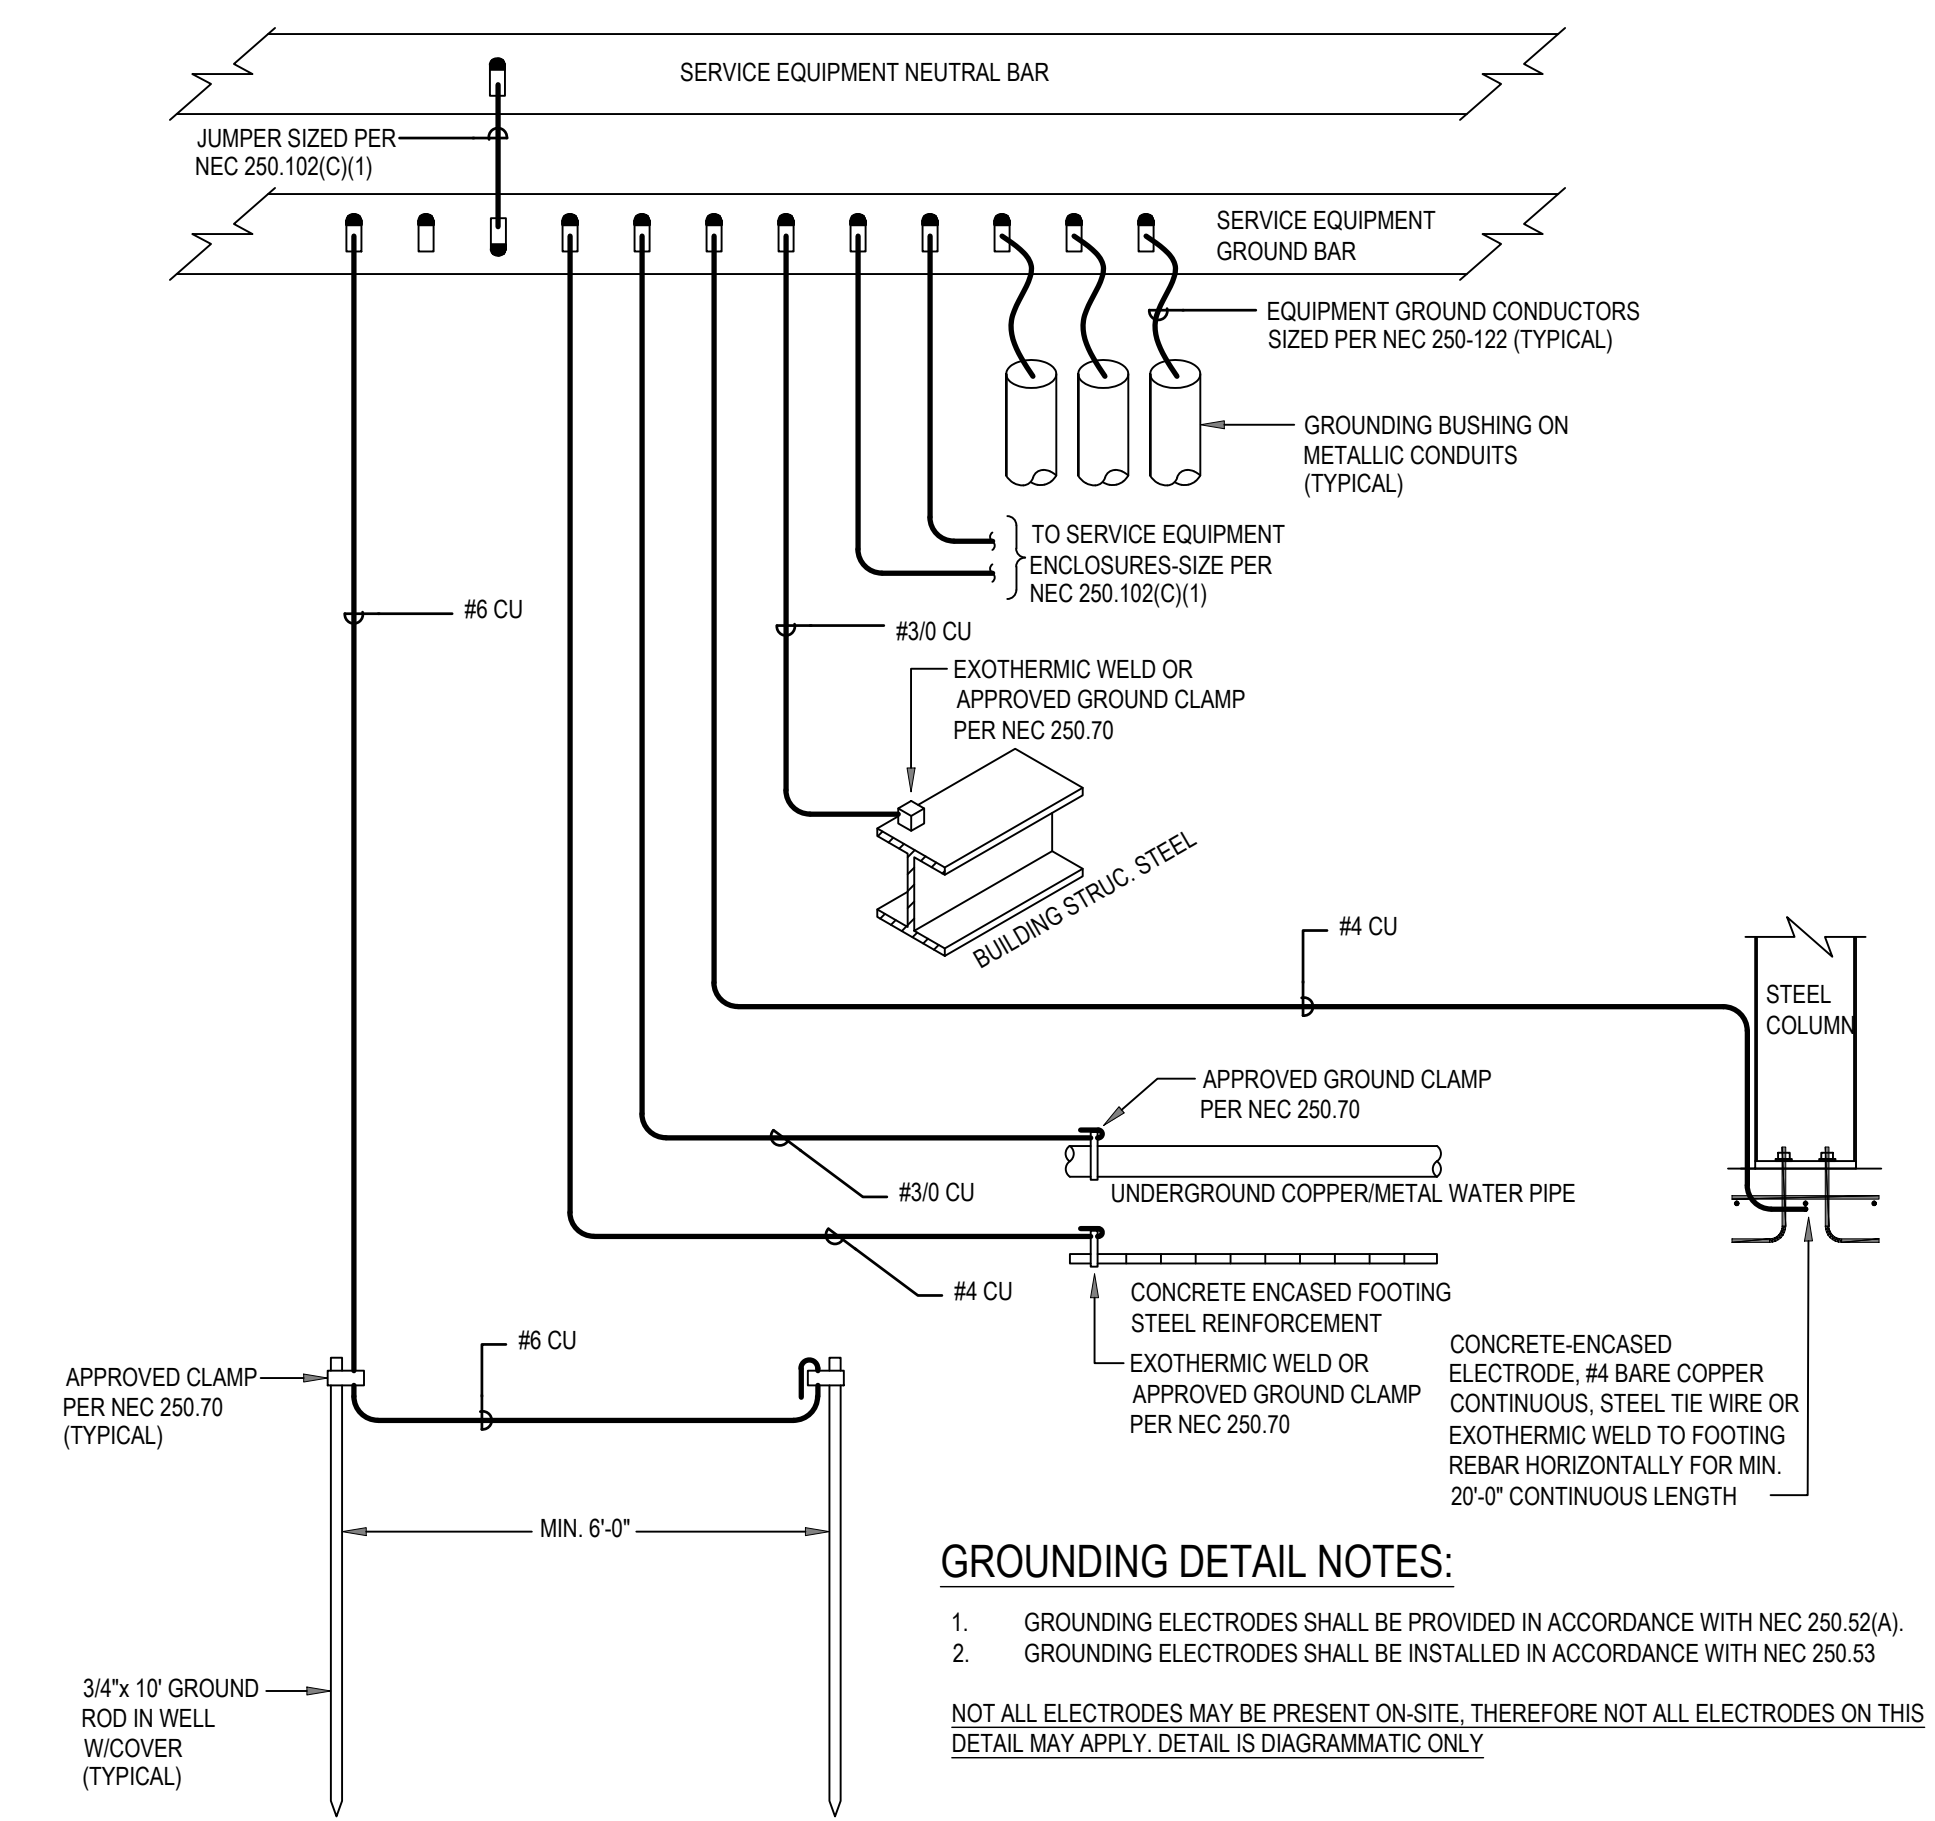 SERVICE EQUIPMENT NEUTRAL BAR
JUMPER SIZED PER
NEC 250.102(C)(1)
SERVICE EQUIPMENT
GROUND BAR
EQUIPMENT GROUND CONDUCTORS
SIZED PER NEC 250-122 (TYPICAL)
GROUNDING BUSHING ON
METALLIC CONDUITS
(TYPICAL)
TO SERVICE EQUIPMENT
ENCLOSURES-SIZE PER
NEC 250.102(C)(1)
#6 CU
#3/0 CU
EXOTHERMIC WELD OR
APPROVED GROUND CLAMP
PER NEC 250.70
BUILDING STRUC. STEEL
#4 CU
STEEL
COLUMN
APPROVED GROUND CLAMP
PER NEC 250.70
#3/0 CU
UNDERGROUND COPPER/METAL WATER PIPE
#4 CU
CONCRETE ENCASED FOOTING
STEEL REINFORCEMENT
EXOTHERMIC WELD OR
APPROVED GROUND CLAMP
PER NEC 250.70
CONCRETE-ENCASED
ELECTRODE, #4 BARE COPPER
CONTINUOUS, STEEL TIE WIRE OR
EXOTHERMIC WELD TO FOOTING
REBAR HORIZONTALLY FOR MIN.
20'-0" CONTINUOUS LENGTH
#6 CU
APPROVED CLAMP
PER NEC 250.70
(TYPICAL)
MIN. 6'-0"
3/4"x 10' GROUND
ROD IN WELL
W/COVER
(TYPICAL)
GROUNDING DETAIL NOTES:
1. GROUNDING ELECTRODES SHALL BE PROVIDED IN ACCORDANCE WITH NEC 250.52(A).
2. GROUNDING ELECTRODES SHALL BE INSTALLED IN ACCORDANCE WITH NEC 250.53
NOT ALL ELECTRODES MAY BE PRESENT ON-SITE, THEREFORE NOT ALL ELECTRODES ON THIS
DETAIL MAY APPLY. DETAIL IS DIAGRAMMATIC ONLY